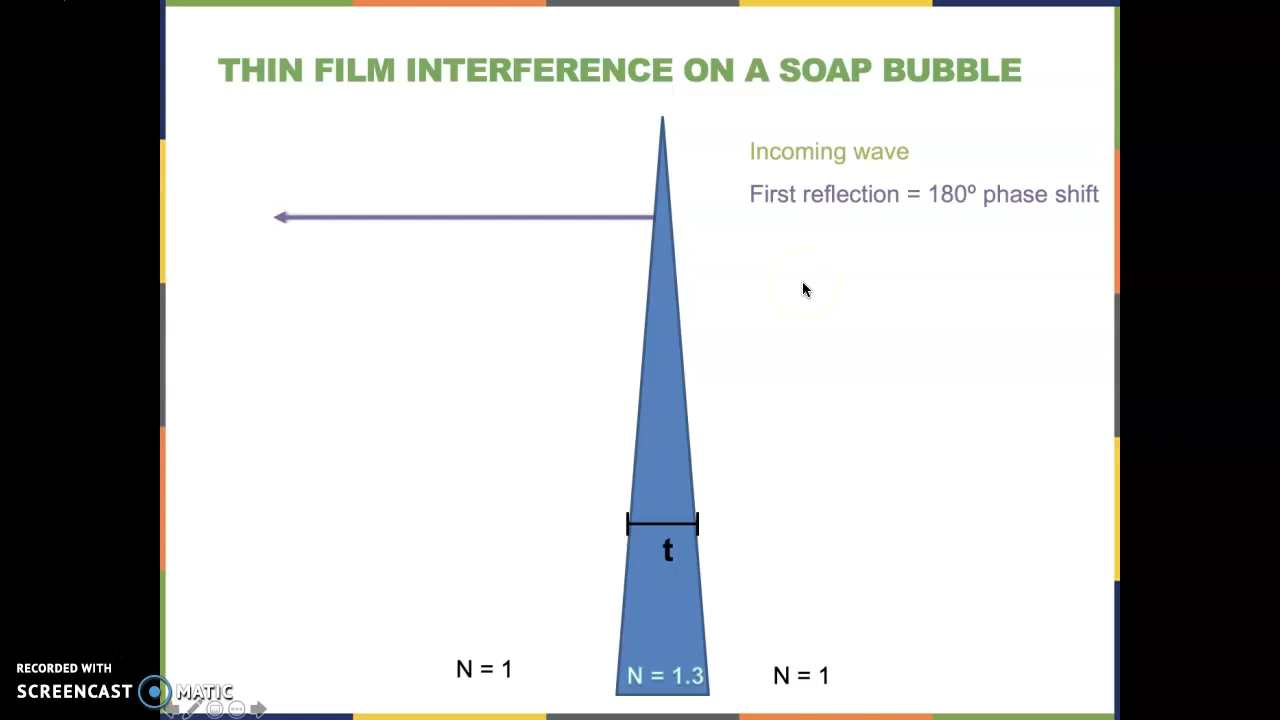 THIN FILM INTERFERENCE ON A SOAP BUBBLE
Incoming wave
First reflection = 180º phase shift
t
N = 1
N = 1.3
N = 1
RECORDED WITH
SCREENCAST MATIC